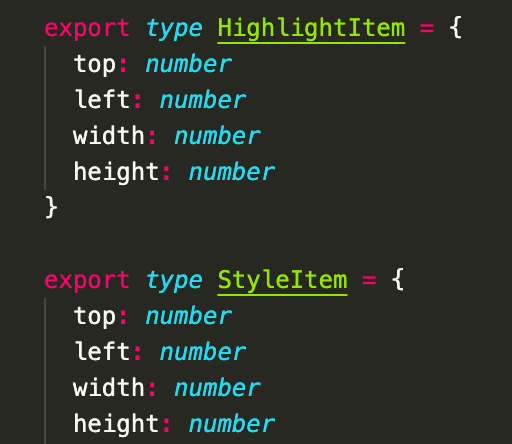 export type HighlightItem = {
  top: number
  left: number
  width: number
  height: number
}

export type StyleItem = {
  top: number
  left: number
  width: number
  height: number